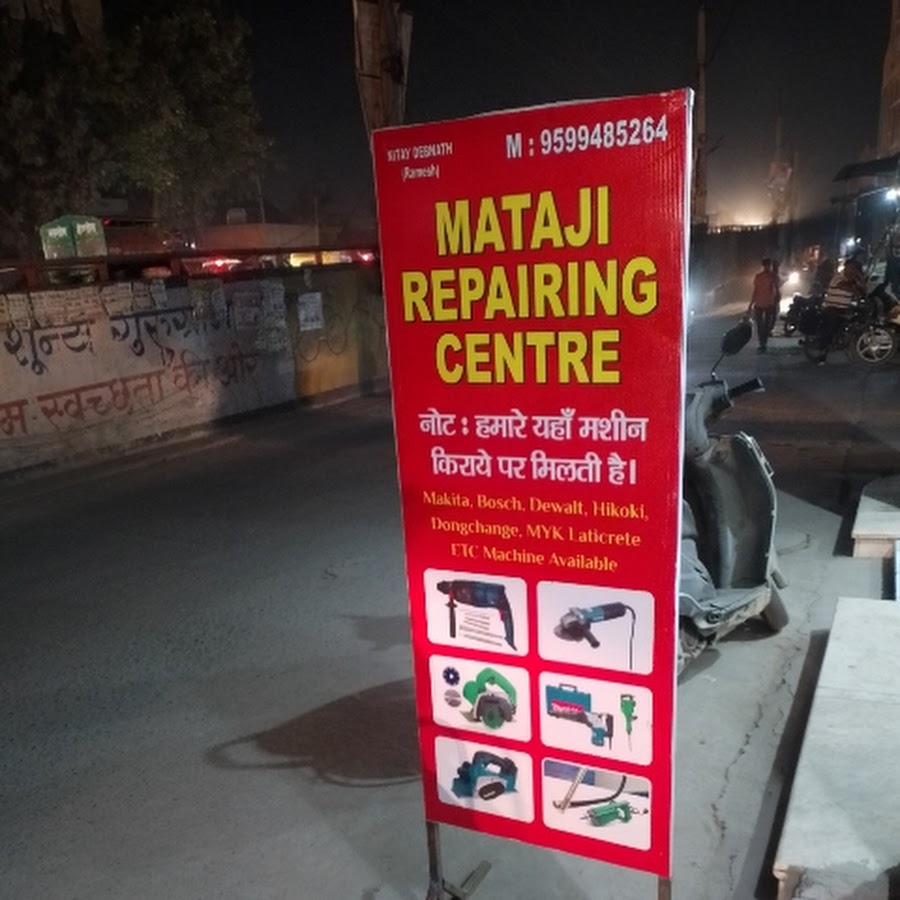 NITAY DEBNATH
(Ramesh)
M : 9599485264
MATAJI
REPAIRING
CENTRE
नोट : हमारे यहाँ मशीन
किराये पर मिलती है।
Makita, Bosch, Dewalt, Hikoki,
Dongchange, MYK Laticrete
ETC Machine Available
शून्य गुरुग्राम
स्वच्छता की ओर